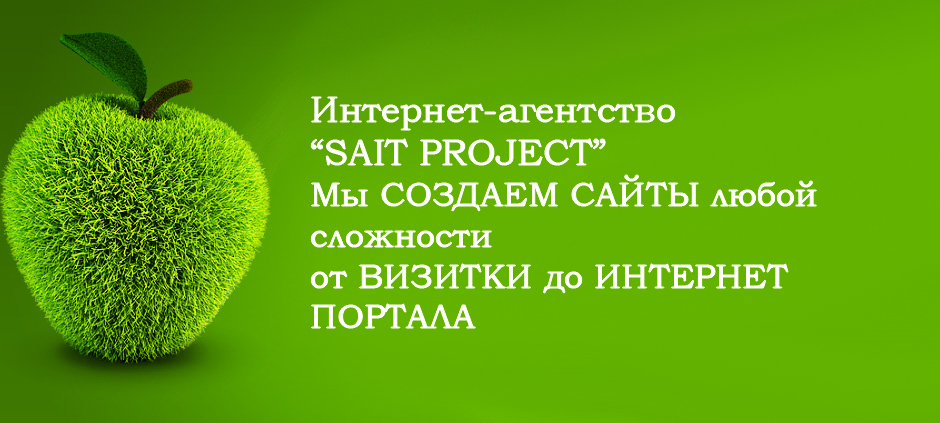 Интернет-агентство
“SAIT PROJECT”
Мы СОЗДАЕМ САЙТЫ любой
сложности
от ВИЗИТКИ до ИНТЕРНЕТ
ПОРТАЛА